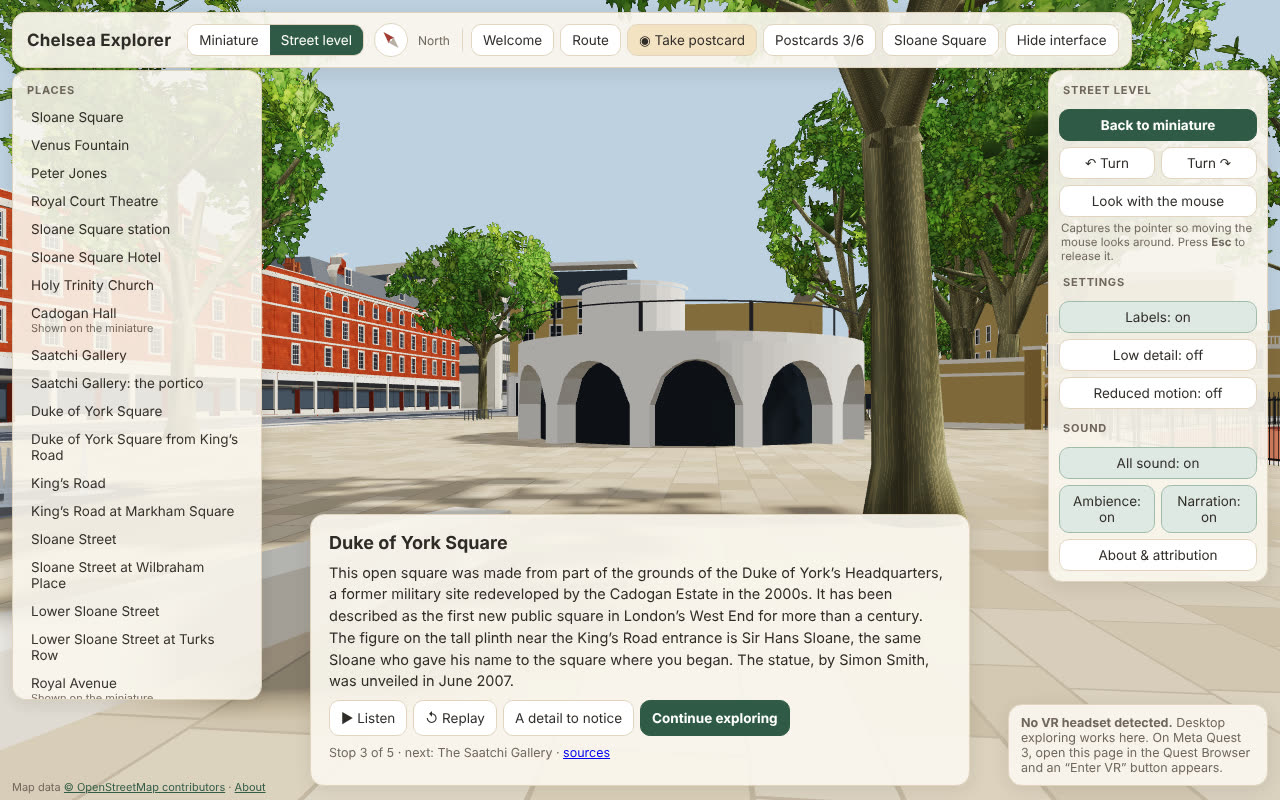 Chelsea Explorer
Miniature
Street level
North
Welcome
Route
◉ Take postcard
Postcards 3/6
Sloane Square
Hide interface
PLACES
Sloane Square
Venus Fountain
Peter Jones
Royal Court Theatre
Sloane Square station
Sloane Square Hotel
Holy Trinity Church
Cadogan Hall
Shown on the miniature
Saatchi Gallery
Saatchi Gallery: the portico
Duke of York Square
Duke of York Square from King’s
Road
King’s Road
King’s Road at Markham Square
Sloane Street
Sloane Street at Wilbraham
Place
Lower Sloane Street
Lower Sloane Street at Turks
Row
Royal Avenue
Shown on the miniature
STREET LEVEL
Back to miniature
↶ Turn
Turn ↷
Look with the mouse
Captures the pointer so moving the
mouse looks around. Press Esc to
release it.
SETTINGS
Labels: on
Low detail: off
Reduced motion: off
SOUND
All sound: on
Ambience:
on
Narration:
on
About & attribution
Duke of York Square
This open square was made from part of the grounds of the Duke of York’s Headquarters,
a former military site redeveloped by the Cadogan Estate in the 2000s. It has been
described as the first new public square in London’s West End for more than a century.
The figure on the tall plinth near the King’s Road entrance is Sir Hans Sloane, the same
Sloane who gave his name to the square where you began. The statue, by Simon Smith,
was unveiled in June 2007.
▶ Listen
↺ Replay
A detail to notice
Continue exploring
Stop 3 of 5 · next: The Saatchi Gallery · sources
No VR headset detected. Desktop
exploring works here. On Meta Quest
3, open this page in the Quest Browser
and an “Enter VR” button appears.
Map data © OpenStreetMap contributors · About